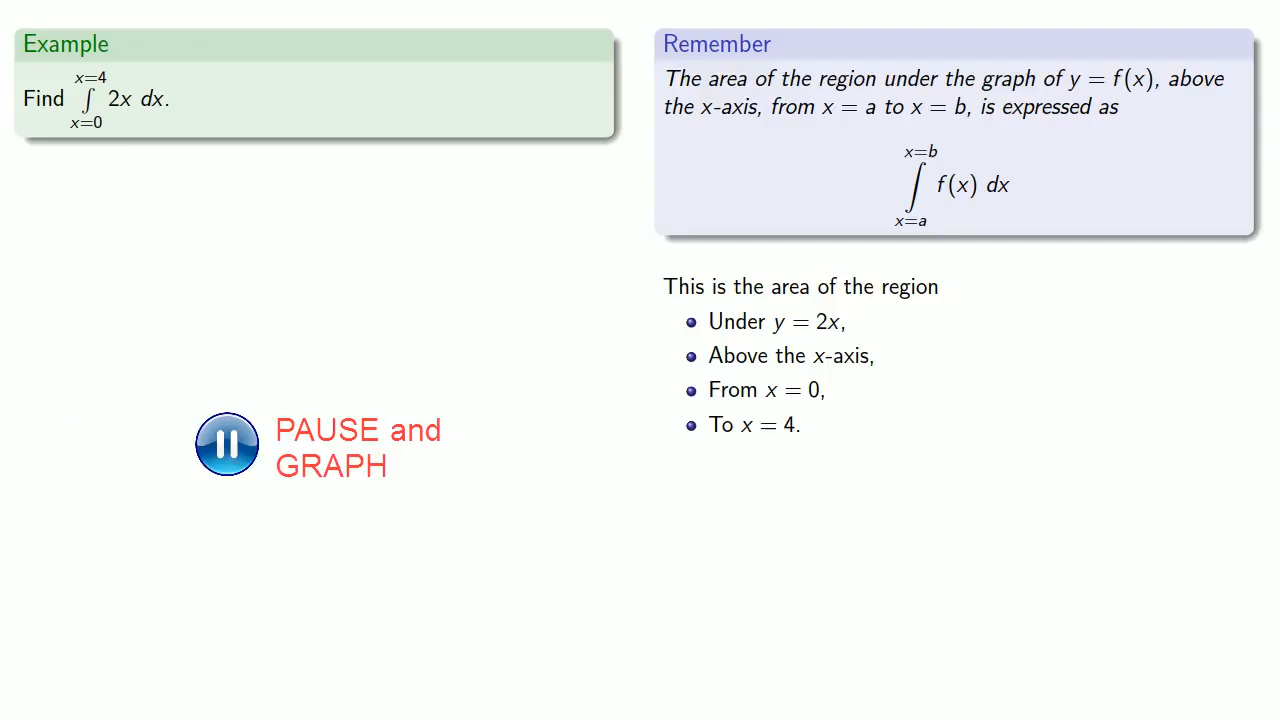 Example
x=4
Find ∫ 2x dx.
x=0
PAUSE and
GRAPH
Remember
The area of the region under the graph of y = f(x), above
the x-axis, from x = a to x = b, is expressed as
x=b
∫ f(x) dx
x=a
This is the area of the region
• Under y = 2x,
• Above the x-axis,
• From x = 0,
• To x = 4.